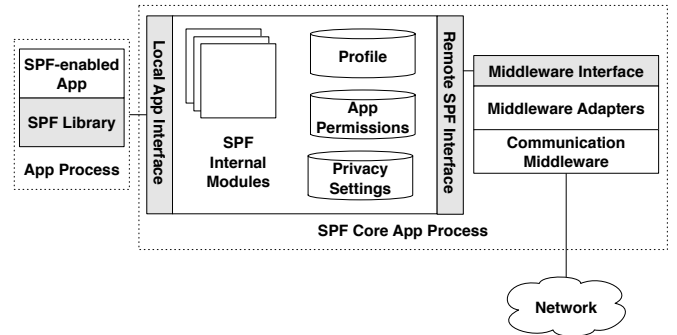 SPF-enabled
App
SPF Library
App Process
Local App Interface
SPF
Internal
Modules
Profile
App
Permissions
Privacy
Settings
Remote SPF Interface
Middleware Interface
Middleware Adapters
Communication
Middleware
SPF Core App Process
Network